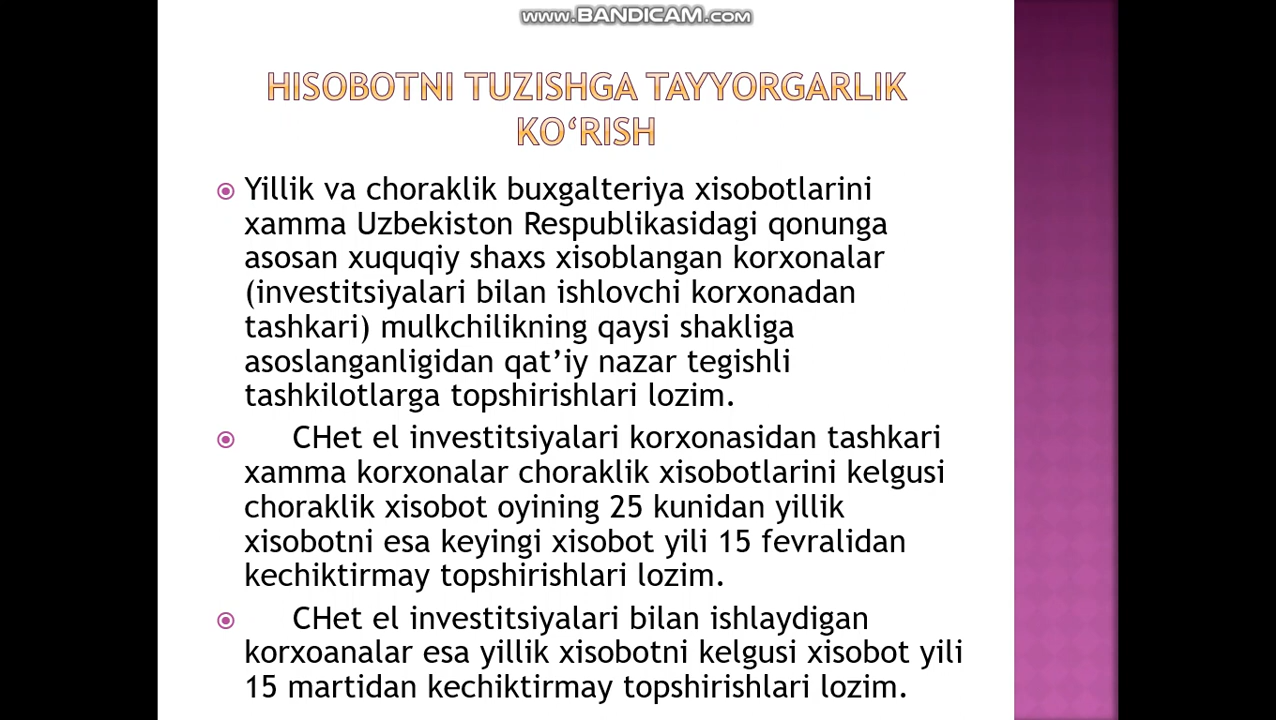 www.BANDICAM.com
HISOBOTNI TUZISHGA TAYYORGARLIK
KO‘RISH
Yillik va choraklik buxgalteriya xisobotlarini
xamma Uzbekiston Respublikasidagi qonunga
asosan xuquqiy shaxs xisoblangan korxonalar
(investitsiyalari bilan ishlovchi korxonadan
tashkari) mulkchilikning qaysi shakliga
asoslanganligidan qat’iy nazar tegishli
tashkilotlarga topshirishlari lozim.
CHet el investitsiyalari korxonasidan tashkari
xamma korxonalar choraklik xisobotlarini kelgusi
choraklik xisobot oyining 25 kunidan yillik
xisobotni esa keyingi xisobot yili 15 fevralidan
kechiktirmay topshirishlari lozim.
CHet el investitsiyalari bilan ishlaydigan
korxoanalar esa yillik xisobotni kelgusi xisobot yili
15 martidan kechiktirmay topshirishlari lozim.